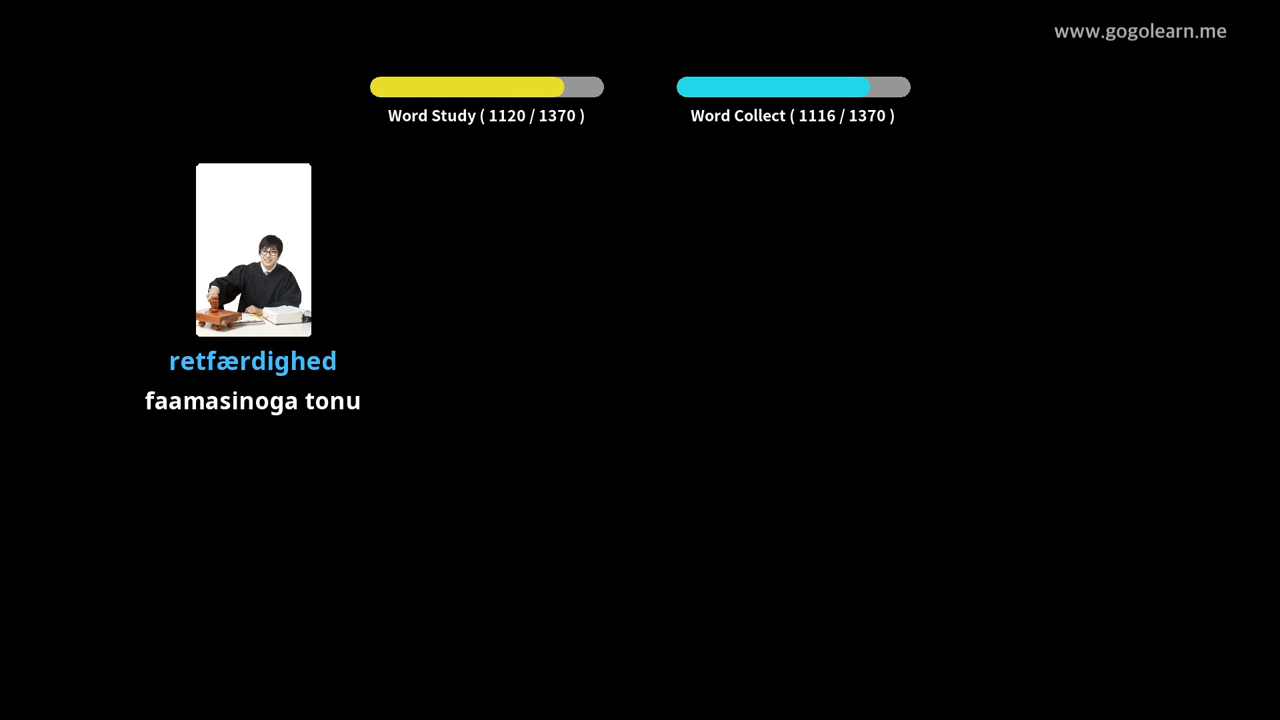 www.gogolearn.me
Word Study ( 1120 / 1370 )
Word Collect ( 1116 / 1370 )
retfærdighed
faamasinoga tonu